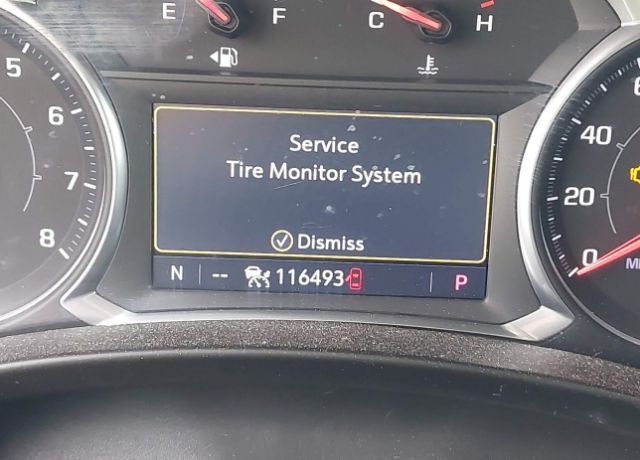 E F
C H
5
6
7
8
Service
Tire Monitor System
Dismiss
N -- 116493 P
40
20
0